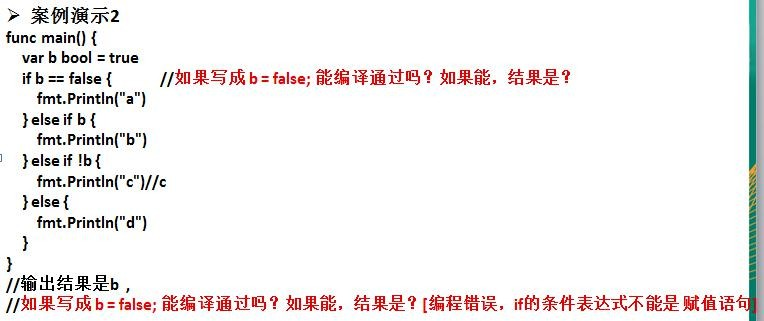 ➢ 案例演示2
func main() {
var b bool = true
if b == false { //如果写成 b = false; 能编译通过吗？如果能，结果是？
fmt.Println("a")
} else if b {
fmt.Println("b")
} else if !b {
fmt.Println("c")//c
} else {
fmt.Println("d")
}
}
//输出结果是b，
//如果写成 b = false; 能编译通过吗？如果能，结果是？[编程错误，if的条件表达式不能是 赋值语句]